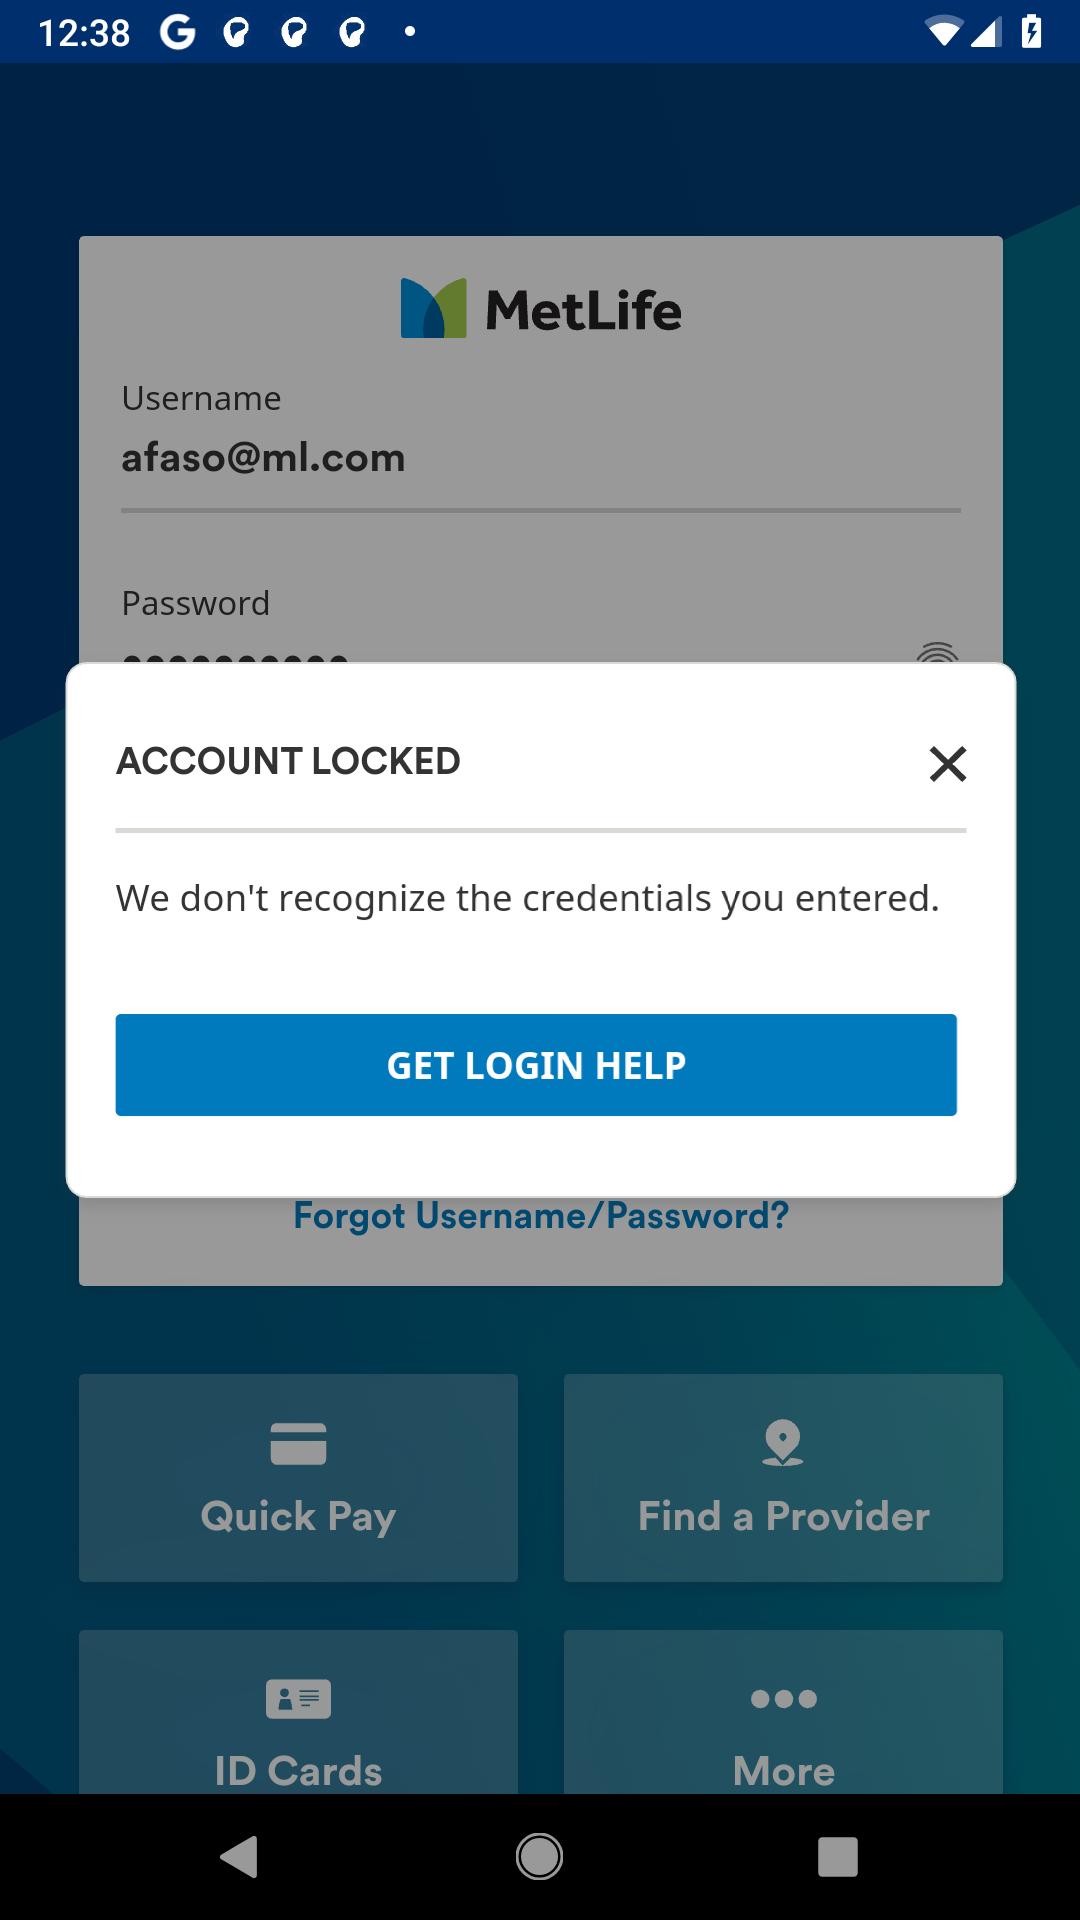 12:38
MetLife
Username
afaso@ml.com
Password
ACCOUNT LOCKED
We don't recognize the credentials you entered.
GET LOGIN HELP
Forgot Username/Password?
Quick Pay
Find a Provider
ID Cards
More